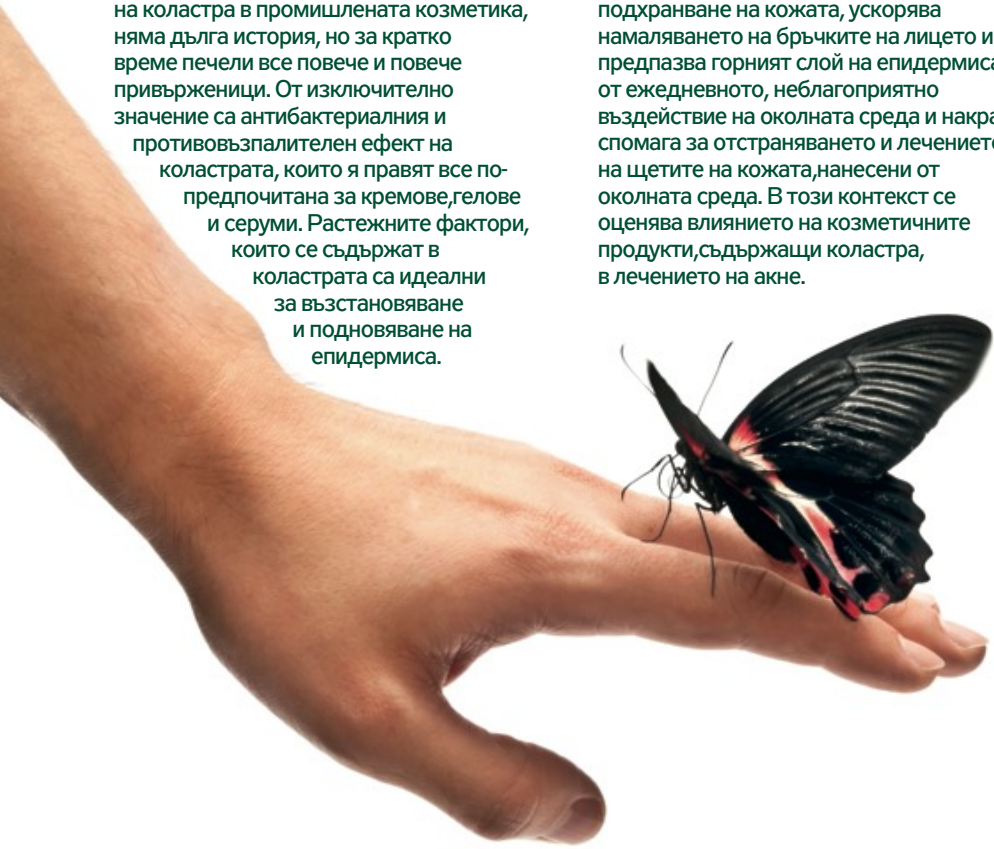 на коластра в промишлената козметика,
няма дълга история, но за кратко
време печели все повече и повече
привърженици. От изключително
значение са антибактериалния и
противовъзпалителен ефект на
коластрата, които я правят все по-
предпочитана за кремове,гелове
и серуми. Растежните фактори,
които се съдържат в
коластрата са идеални
за възстановяване
и подновяване на
епидермиса.
подхранване на кожата, ускорява
намаляването на бръчките на лицето и
предпазва горният слой на епидермиса
от ежедневното, неблагоприятно
въздействие на околната среда и накра
спомага за отстраняването и лечението
на щетите на кожата,нанесени от
околната среда. В този контекст се
оценява влиянието на козметичните
продукти,съдържащи коластра,
в лечението на акне.